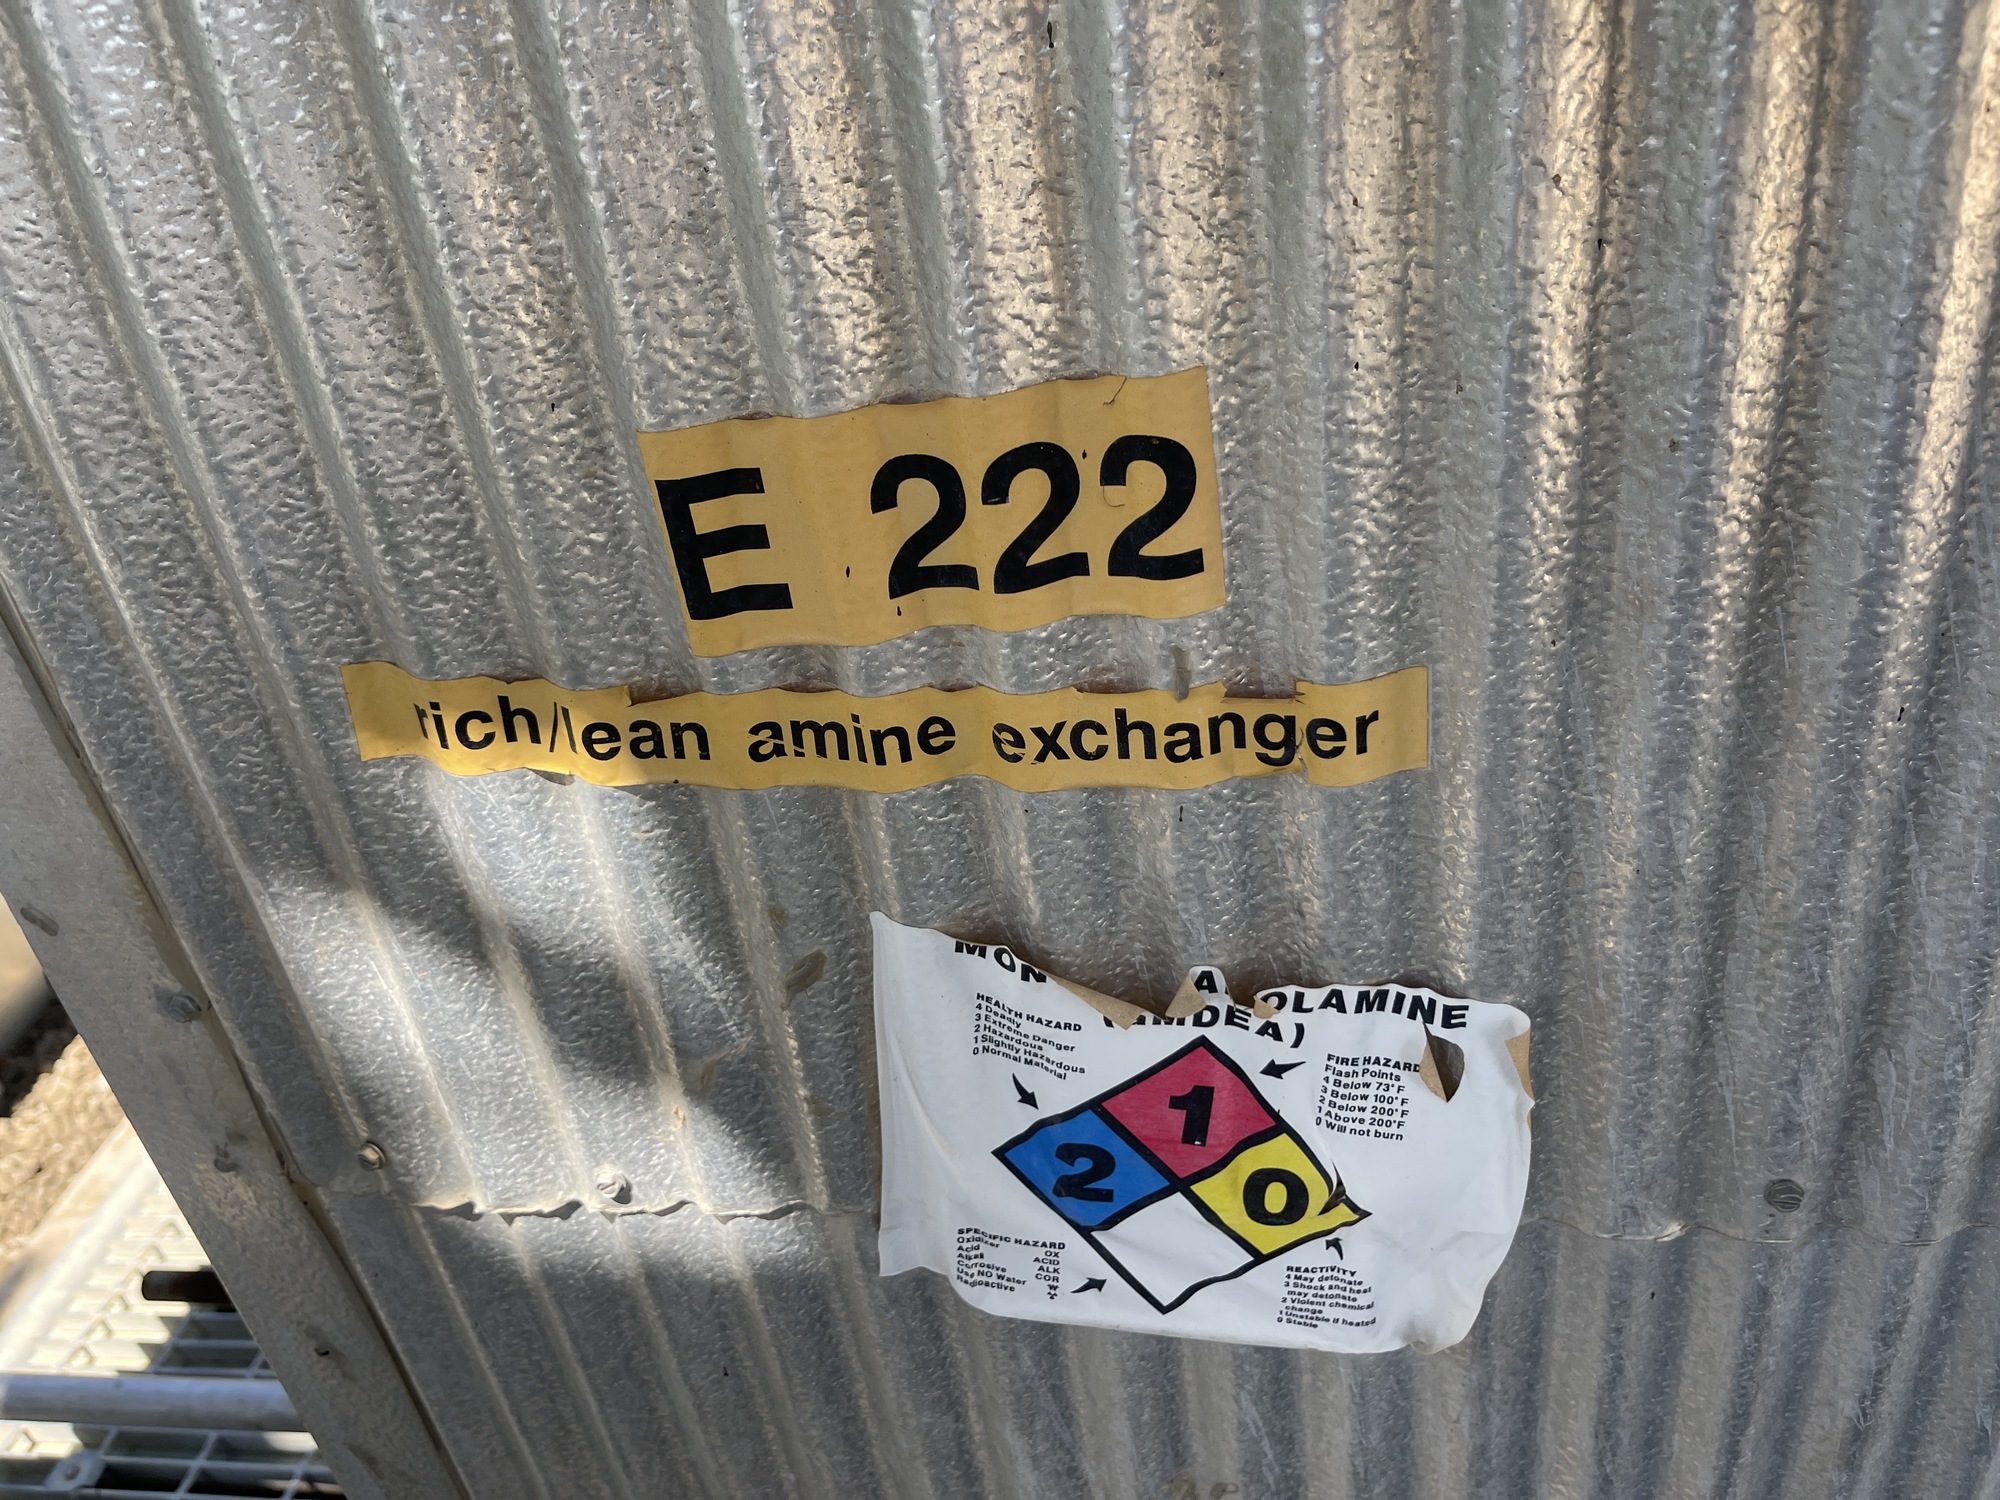 E 222
rich/lean amine exchanger
OLAMINE
HEALTH HAZARD
4 Deadly
3 Extreme Danger
2 Hazardous
1 Slightly Hazardous
0 Normal Material
FIRE HAZARD
Flash Points
4 Below 73°F
3 Below 100°F
2 Below 200°F
1 Above 200°F
0 Will not burn
1
2
0
SPECIFIC HAZARD
Oxidizer OX
Acid ACID
Alkali ALK
Corrosive COR
Use NO Water W
Radioactive
REACTIVITY
4 May detonate
3 Shock and heat
may detonate
2 Violent chemical
change
1 Unstable if heated
0 Stable